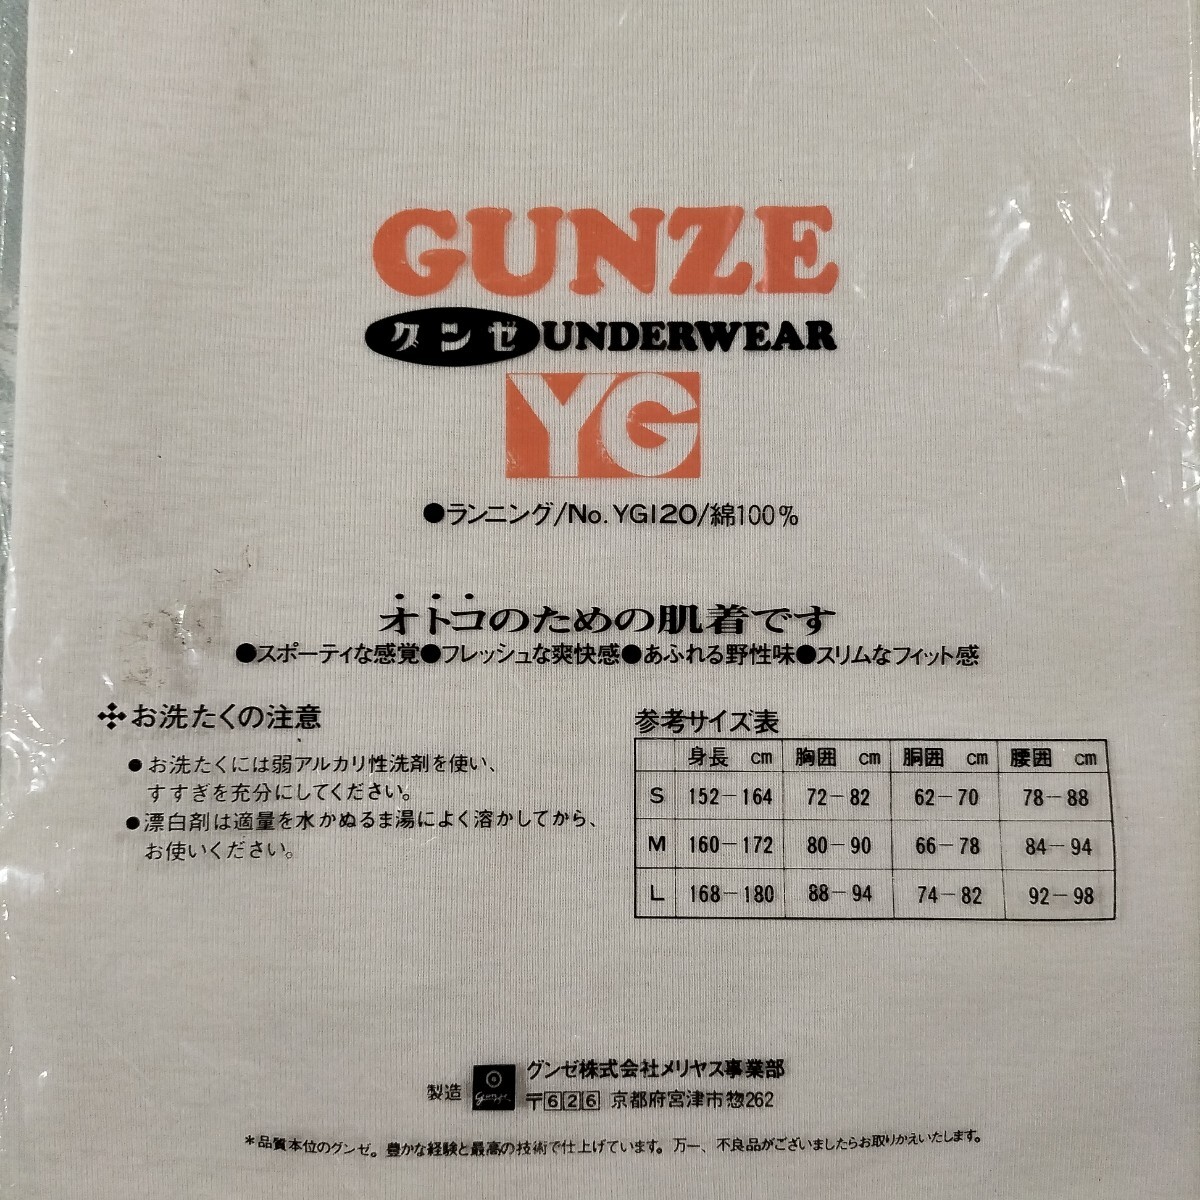 GUNZE
グンゼ UNDERWEAR
YG
●ランニング/No. YG120/綿100%
オトコのための肌着です
●スポーティな感覚●フレッシュな爽快感●あふれる野性味●スリムなフィット感
お洗たくの注意
●お洗たくには弱アルカリ性洗剤を使い、
すすぎを充分にしてください。
●漂白剤は適量を水かぬるま湯によく溶かしてから、
お使いください。
参考サイズ表
身長 cm 胸囲 cm 胴囲 cm 腰囲 cm
S 152-164 72-82 62-70 78-88
M 160-172 80-90 66-78 84-94
L 168-180 88-94 74-82 92-98
製造 gunze グンゼ株式会社メリヤス事業部
〒626 京都府宮津市惣262
*品質本位のグンゼ。豊かな経験と最高の技術で仕上げています。万一、不良品がございましたらお取りかえいたします。